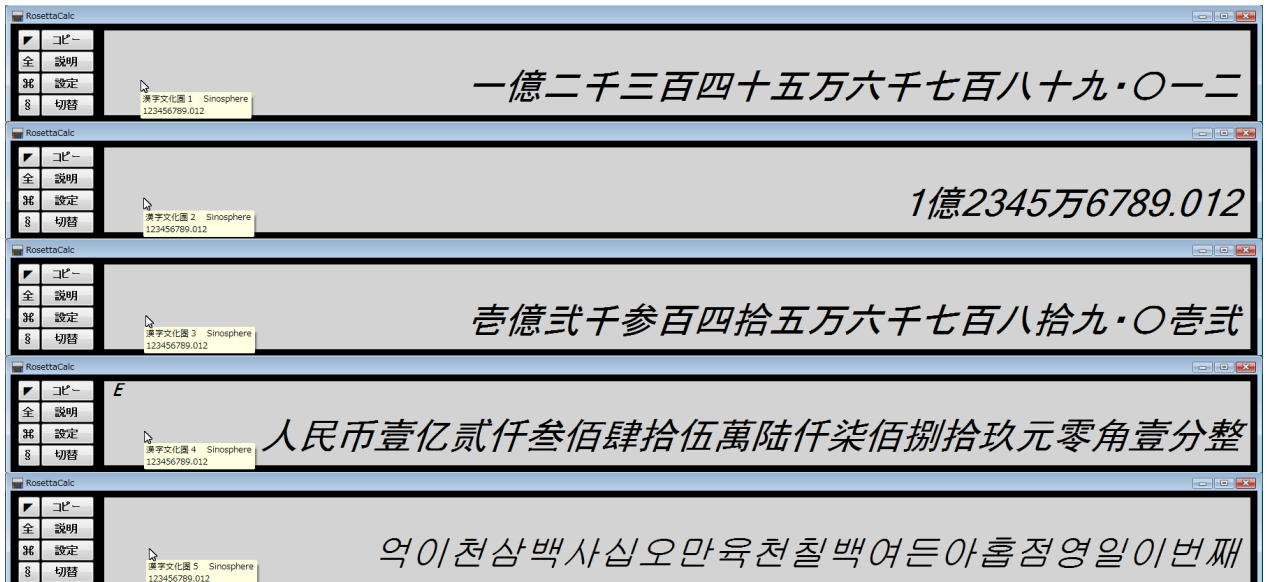 RosettaCalc
◤ コピー
全 説明
⌘ 設定
§ 切替
一億二千三百四十五万六千七百八十九・〇一二
漢字文化圏 1 Sinosphere
123456789.012
RosettaCalc
◤ コピー
全 説明
⌘ 設定
§ 切替
1億2345万6789.012
漢字文化圏 2 Sinosphere
123456789.012
RosettaCalc
◤ コピー
全 説明
⌘ 設定
§ 切替
壱億弐千参百四拾五万六千七百八拾九・〇壱弐
漢字文化圏 3 Sinosphere
123456789.012
RosettaCalc
◤ コピー
全 説明
⌘ 設定
§ 切替
E
人民币壹亿贰仟叁佰肆拾伍萬陆仟柒佰捌拾玖元零角壹分整
漢字文化圏 4 Sinosphere
123456789.012
RosettaCalc
◤ コピー
全 説明
⌘ 設定
§ 切替
억이천삼백사십오만육천칠백여든아홉점영일이번째
漢字文化圏 5 Sinosphere
123456789.012